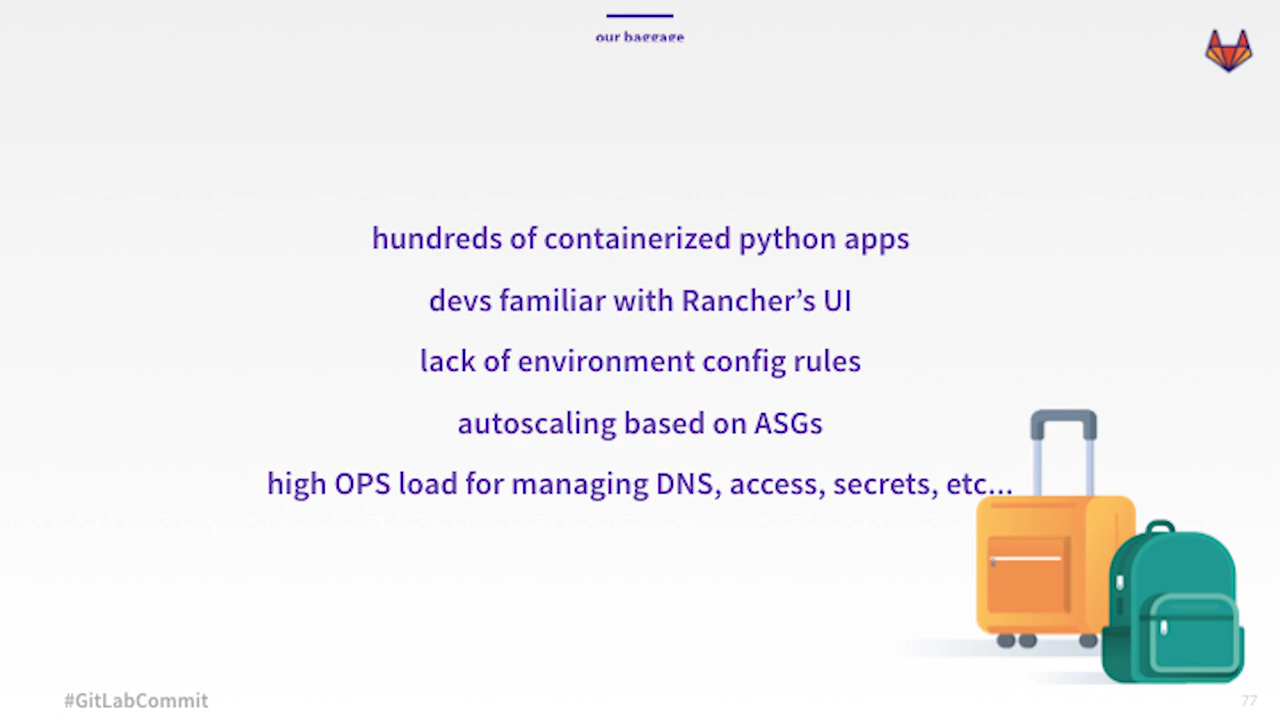 our baggage
hundreds of containerized python apps
devs familiar with Rancher’s UI
lack of environment config rules
autoscaling based on ASGs
high OPS load for managing DNS, access, secrets, etc...
#GitLabCommit
77